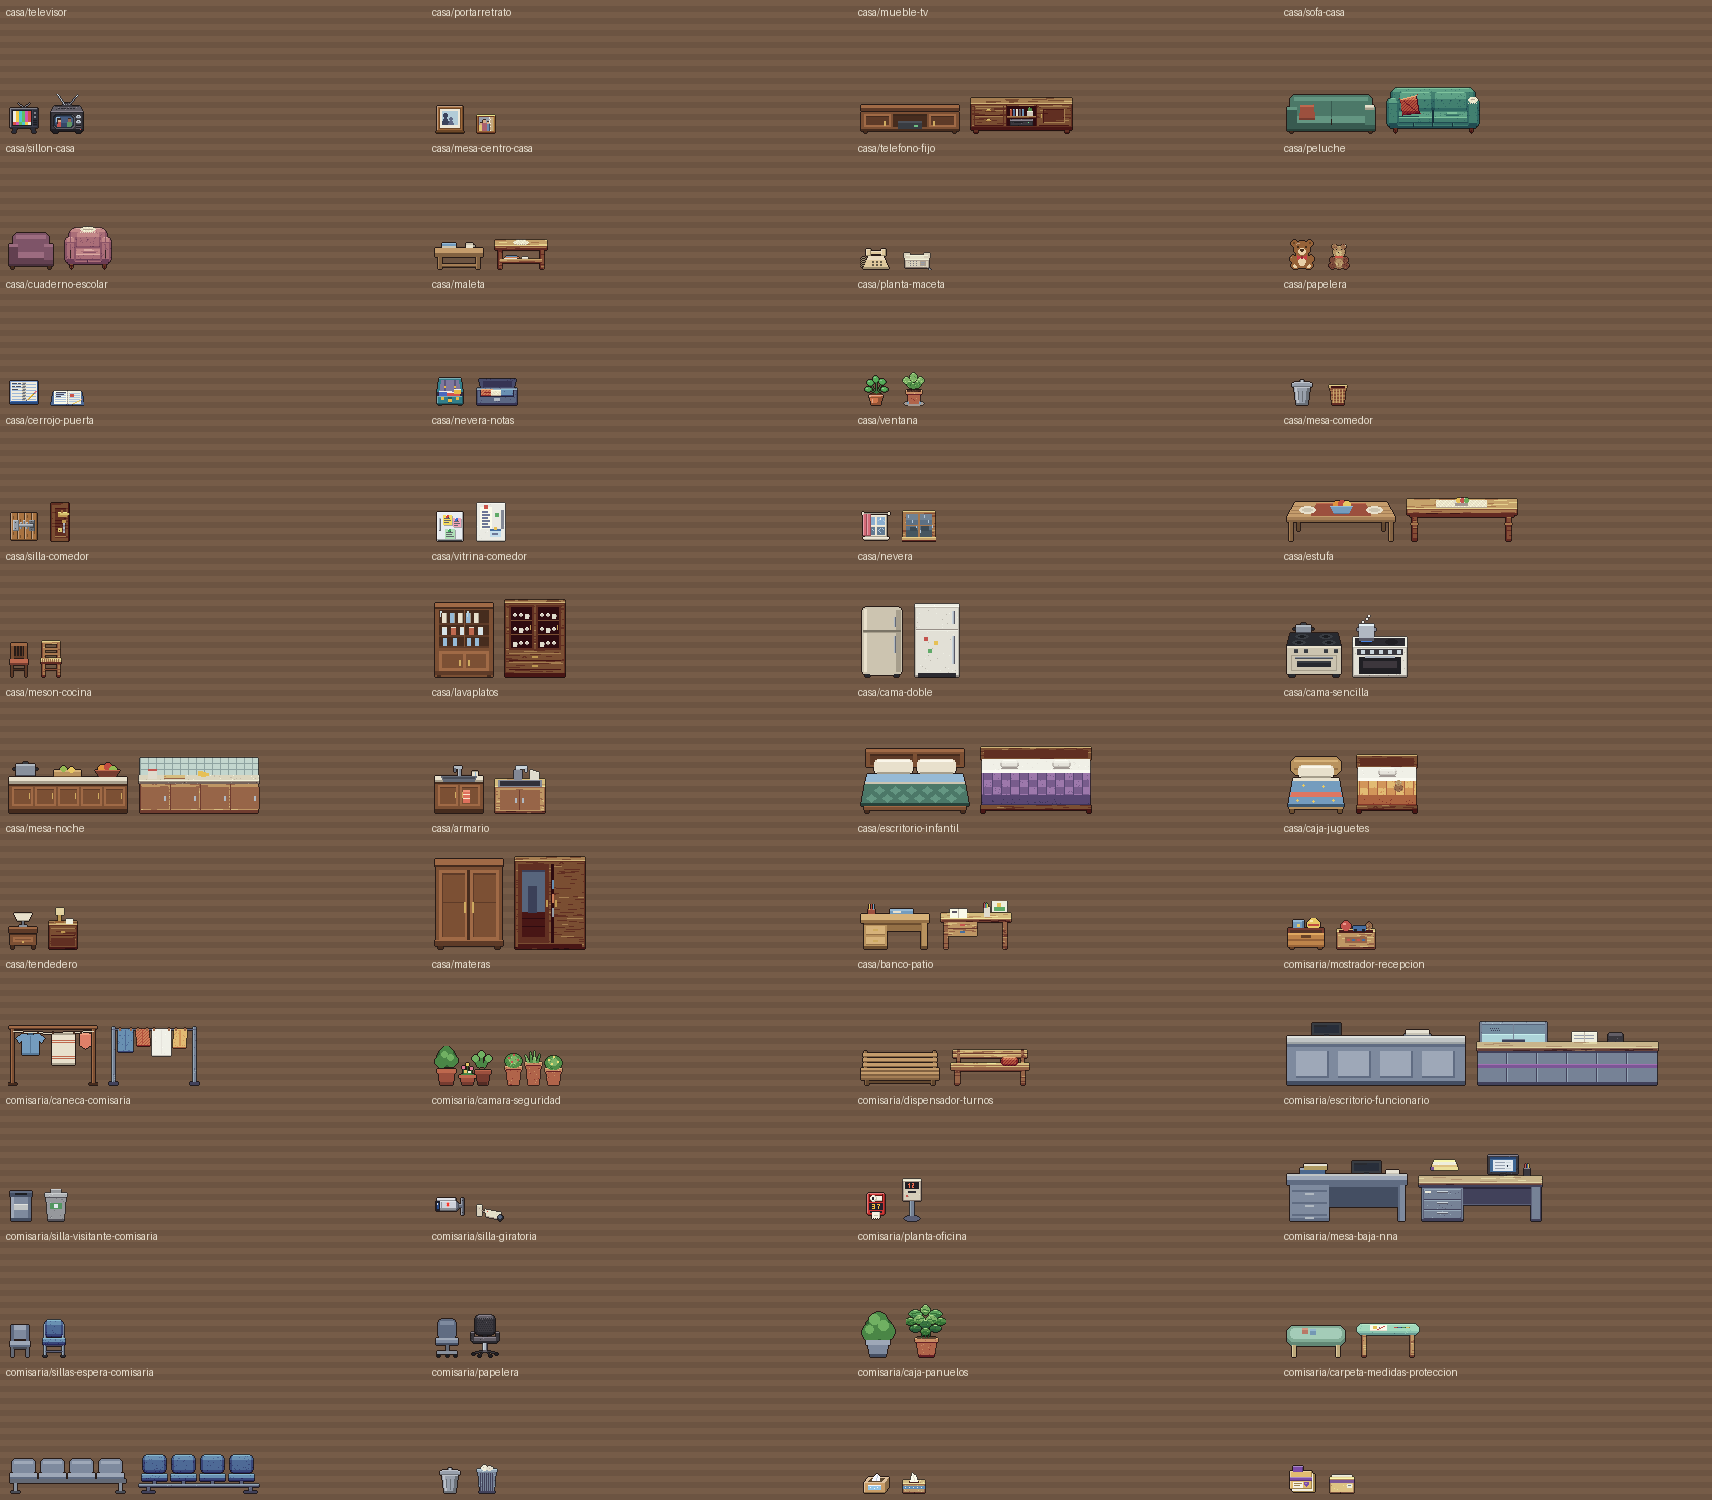 casa/televisor
casa/portarretrato
casa/mueble-tv
casa/sofa-casa
casa/sillon-casa
casa/mesa-centro-casa
casa/telefono-fijo
casa/peluche
casa/cuaderno-escolar
casa/maleta
casa/planta-maceta
casa/papelera
casa/cerrojo-puerta
casa/nevera-notas
casa/ventana
casa/mesa-comedor
casa/silla-comedor
casa/vitrina-comedor
casa/nevera
casa/estufa
casa/meson-cocina
casa/lavaplatos
casa/cama-doble
casa/cama-sencilla
casa/mesa-noche
casa/armario
casa/escritorio-infantil
casa/caja-juguetes
casa/tendedero
casa/materas
casa/banco-patio
comisaria/mostrador-recepcion
comisaria/caneca-comisaria
comisaria/camara-seguridad
comisaria/dispensador-turnos
comisaria/escritorio-funcionario
37
comisaria/silla-visitante-comisaria
comisaria/silla-giratoria
comisaria/planta-oficina
comisaria/mesa-baja-nna
comisaria/sillas-espera-comisaria
comisaria/papelera
comisaria/caja-panuelos
comisaria/carpeta-medidas-proteccion